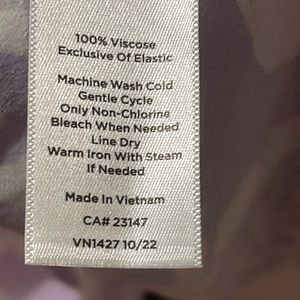 100% Viscose
Exclusive Of Elastic
Machine Wash Cold
Gentle Cycle
Only Non-Chlorine
Bleach When Needed
Line Dry
Warm Iron With Steam
If Needed
Made In Vietnam
CA# 23147
VN1427 10/22